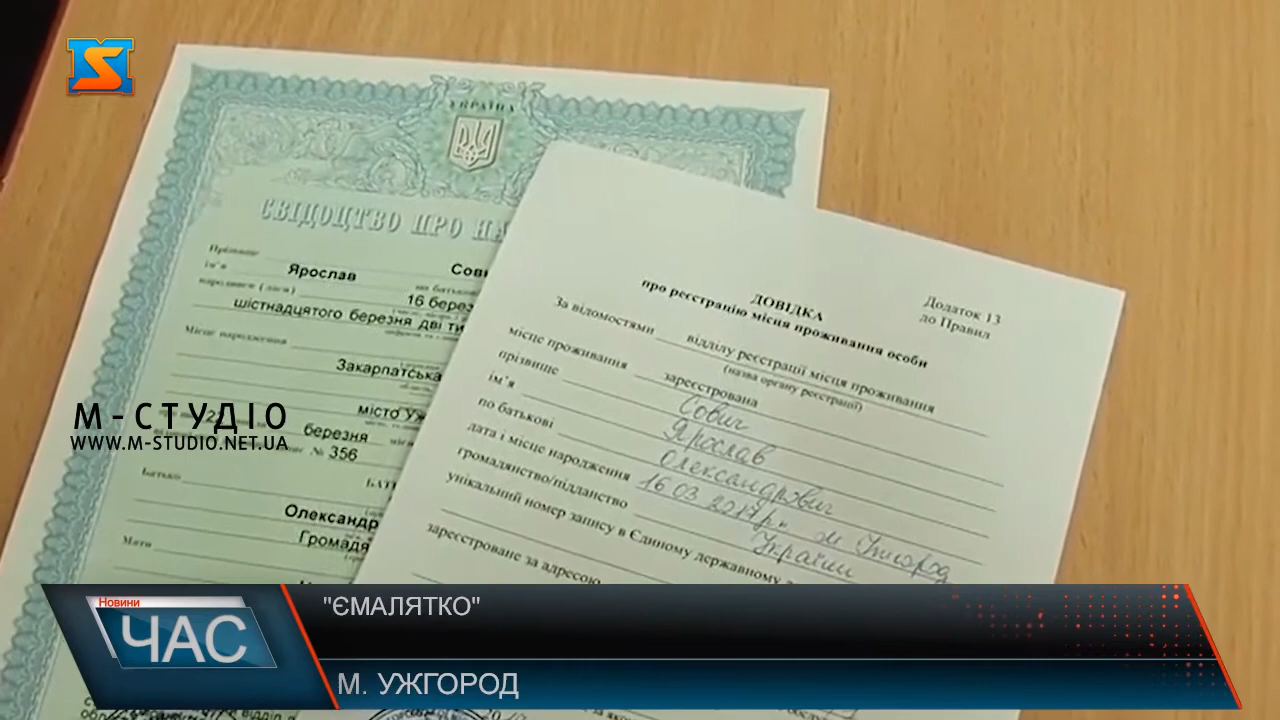 УКРАЇНА
СВІДОЦТВО ПРО НА
Прізвище
ім'я Ярослав Сови
народився (лася) 16 берез
шістнадцятого березня дві ти
Місце народження
Закарпатська
місто Уж
березня
№ 356
Батько
Олександр
Громадя
Мати
Додаток 13
до Правил
ДОВІДКА
про реєстрацію місця проживання особи
За відомостями відділу реєстрації місця проживання
(назва органу реєстрації)
місце проживання зареєстрована
прізвище Сович
ім'я Ярослав
по батькові Олександрович
дата і місце народження 16.03.2017р. м Ужгород
громадянство/підданство України
унікальний номер запису в Єдиному державному
зареєстроване за адресою
М-СТУДІО
WWW.M-STUDIO.NET.UA
Новини
ЧАС
"ЄМАЛЯТКО"
М. УЖГОРОД